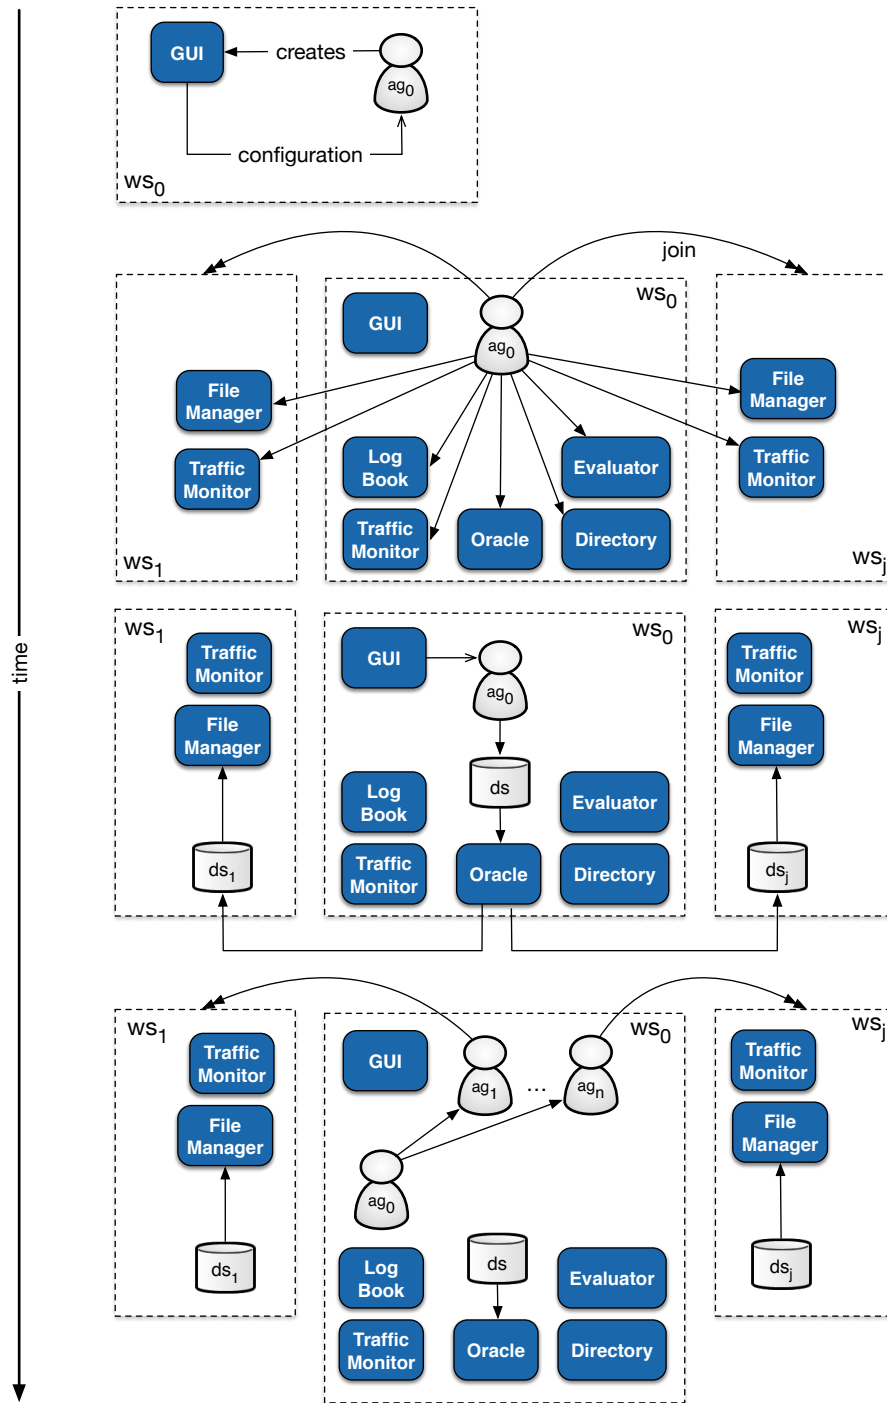 GUI
creates
ag0
configuration
ws0
join
ws0
GUI
ag0
File
Manager
File
Manager
Log
Book
Evaluator
Traffic
Monitor
Traffic
Monitor
Traffic
Monitor
Oracle
Directory
ws1
wsj
time
ws1
ws0
wsj
Traffic
Monitor
GUI
ag0
Traffic
Monitor
File
Manager
File
Manager
Log
Book
ds
Evaluator
ds1
Traffic
Monitor
Oracle
Directory
dsj
ws1
ws0
wsj
Traffic
Monitor
GUI
ag1
...
agn
Traffic
Monitor
File
Manager
File
Manager
ag0
ds1
Log
Book
ds
Evaluator
dsj
Traffic
Monitor
Oracle
Directory